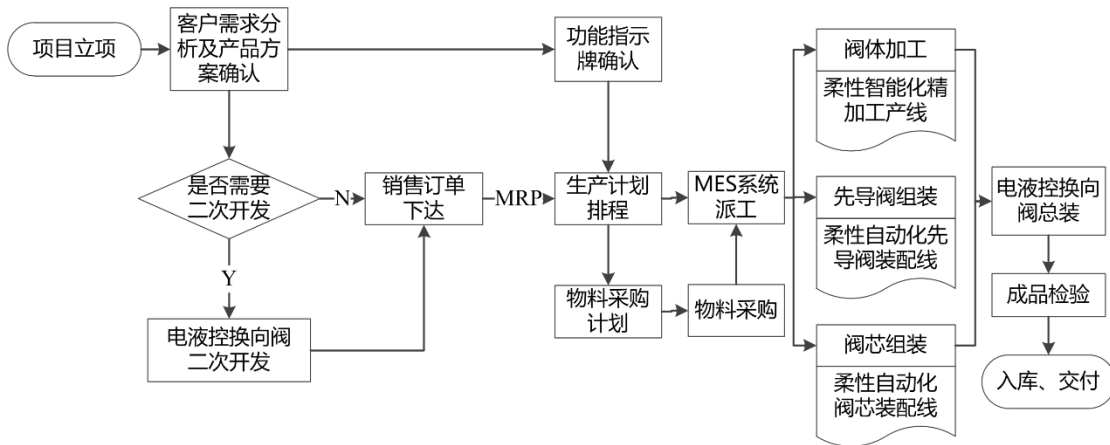 项目立项
客户需求分
析及产品方
案确认
功能指示
牌确认
是否需要
二次开发
N
Y
电液控换向阀
二次开发
销售订单
下达
MRP
生产计划
排程
物料采购
计划
MES系统
派工
物料采购
阀体加工
柔性智能化精
加工产线
先导阀组装
柔性自动化先
导阀装配线
阀芯组装
柔性自动化
阀芯装配线
电液控换向
阀总装
成品检验
入库、交付